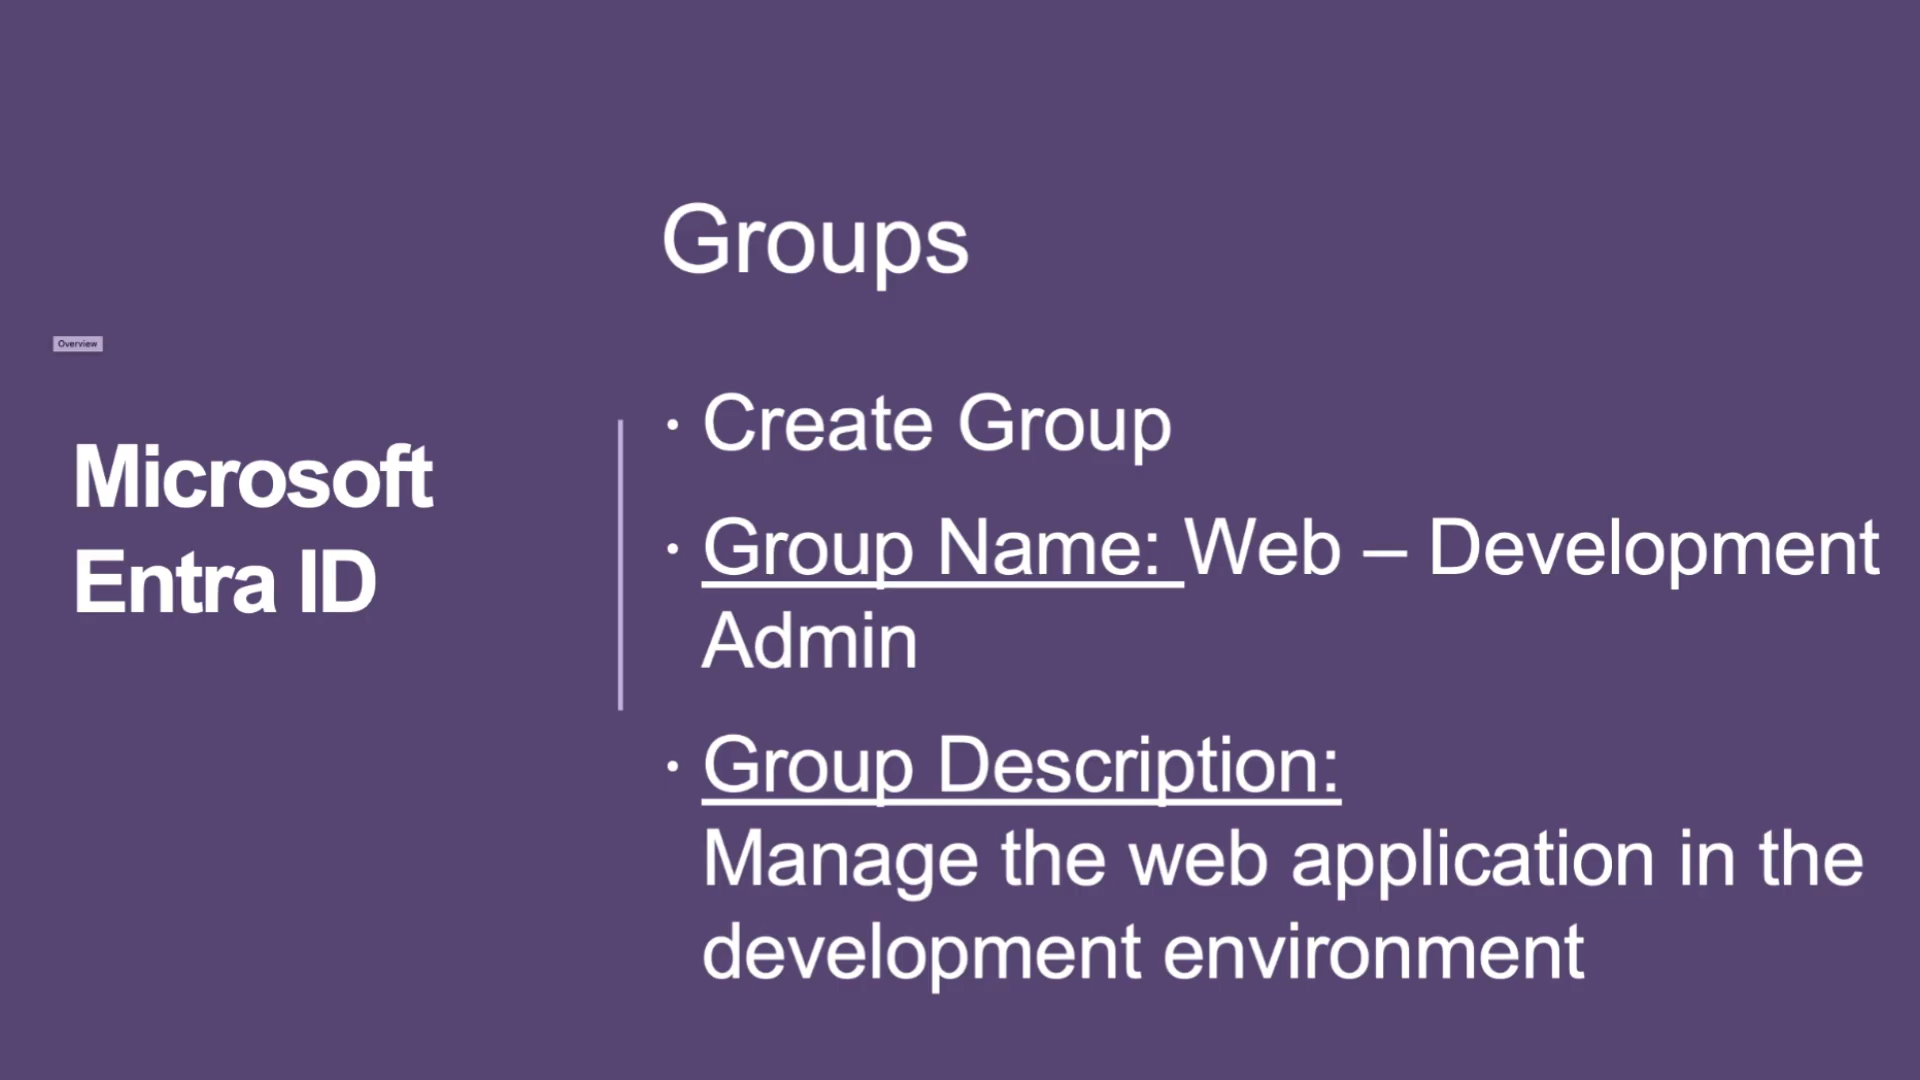 Overview
Microsoft
Entra ID
Groups
· Create Group
· Group Name: Web – Development
Admin
· Group Description:
Manage the web application in the
development environment